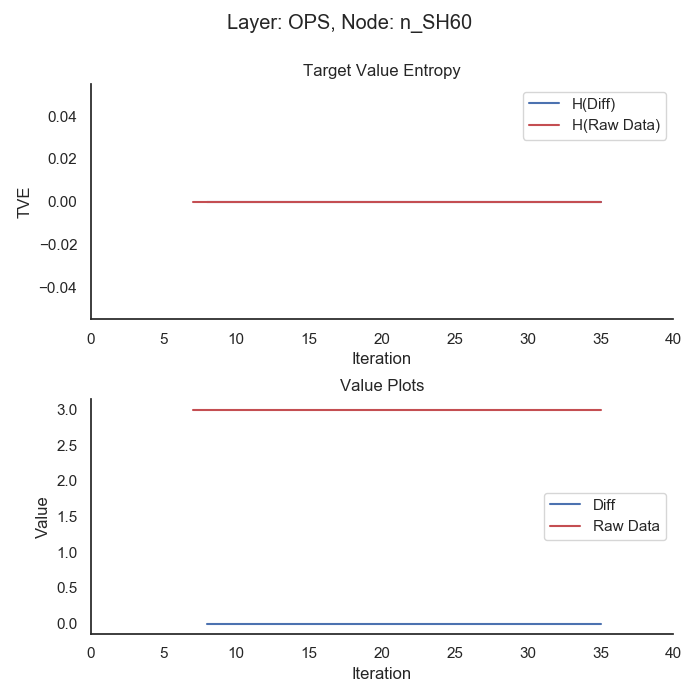 Layer: OPS, Node: n_SH60
Target Value Entropy
H(Diff)
H(Raw Data)
0.04
0.02
0.00
−0.02
−0.04
TVE
0 5 10 15 20 25 30 35 40
Iteration
Value Plots
3.0
2.5
2.0
1.5
1.0
0.5
0.0
Value
Diff
Raw Data
0 5 10 15 20 25 30 35 40
Iteration